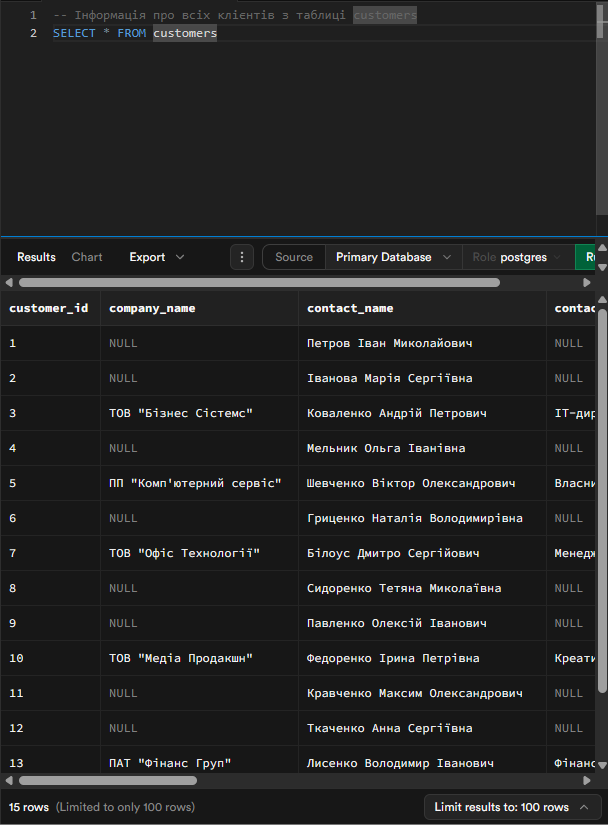 1 -- Інформація про всіх клієнтів з таблиці customers
2 SELECT * FROM customers
Results Chart Export Source Primary Database Role postgres
customer_id company_name contact_name contac
1 NULL Петров Іван Миколайович NULL
2 NULL Іванова Марія Сергіївна NULL
3 ТОВ "Бізнес Сістемс" Коваленко Андрій Петрович ІТ-дир
4 NULL Мельник Ольга Іванівна NULL
5 ПП "Комп'ютерний сервіс" Шевченко Віктор Олександрович Власни
6 NULL Гриценко Наталія Володимирівна NULL
7 ТОВ "Офіс Технології" Білоус Дмитро Сергійович Менедж
8 NULL Сидоренко Тетяна Миколаївна NULL
9 NULL Павленко Олексій Іванович NULL
10 ТОВ "Медіа Продакшн" Федоренко Ірина Петрівна Креати
11 NULL Кравченко Максим Олександрович NULL
12 NULL Ткаченко Анна Сергіївна NULL
13 ПАТ "Фінанс Груп" Лисенко Володимир Іванович Фінанс
15 rows (Limited to only 100 rows) Limit results to: 100 rows